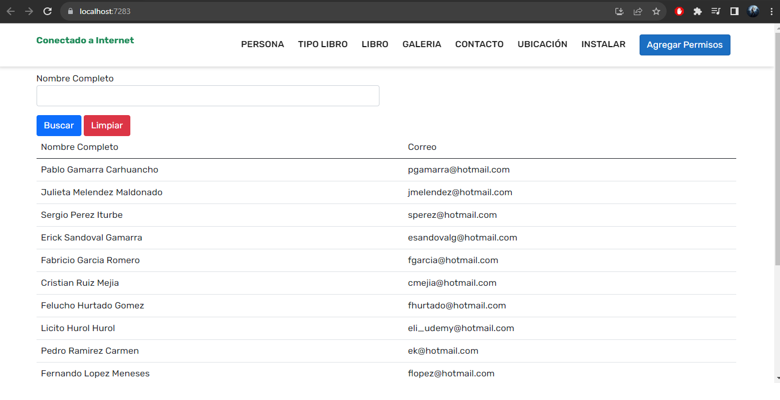 localhost:7283
Conectado a Internet
PERSONA TIPO LIBRO LIBRO GALERIA CONTACTO UBICACIÓN INSTALAR Agregar Permisos
Nombre Completo
Buscar Limpiar
Nombre Completo Correo
Pablo Gamarra Carhuancho pgamarra@hotmail.com
Julieta Melendez Maldonado jmelendez@hotmail.com
Sergio Perez Iturbe sperez@hotmail.com
Erick Sandoval Gamarra esandovalg@hotmail.com
Fabricio Garcia Romero fgarcia@hotmail.com
Cristian Ruiz Mejia cmejia@hotmail.com
Felucho Hurtado Gomez fhurtado@hotmail.com
Licito Hurol Hurol eli_udemy@hotmail.com
Pedro Ramirez Carmen ek@hotmail.com
Fernando Lopez Meneses flopez@hotmail.com